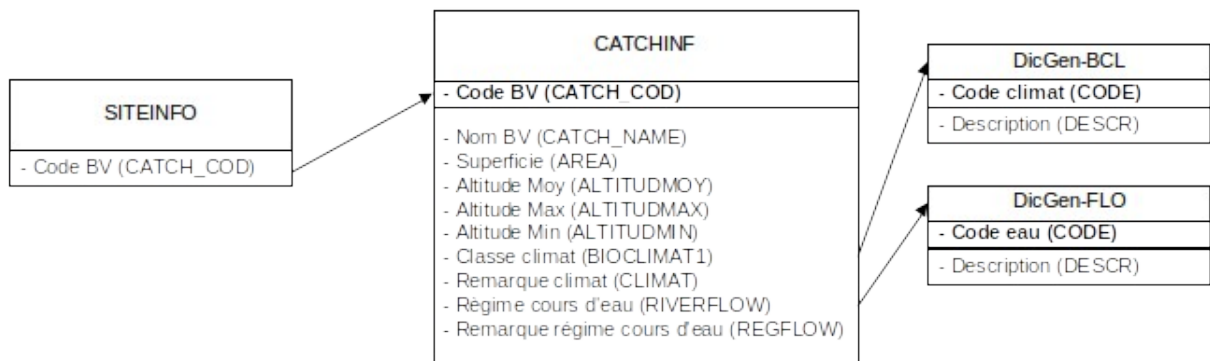 SITEINFO
- Code BV (CATCH_COD)
CATCHINF
- Code BV (CATCH_COD)
- Nom BV (CATCH_NAME)
- Superficie (AREA)
- Altitude Moy (ALTITUDMOY)
- Altitude Max (ALTITUDMAX)
- Altitude Min (ALTITUDMIN)
- Classe climat (BIOCLIMAT1)
- Remarque climat (CLIMAT)
- Régime cours d'eau (RIVERFLOW)
- Remarque régime cours d'eau (REGFLOW)
DicGen-BCL
- Code climat (CODE)
- Description (DESCR)
DicGen-FLO
- Code eau (CODE)
- Description (DESCR)